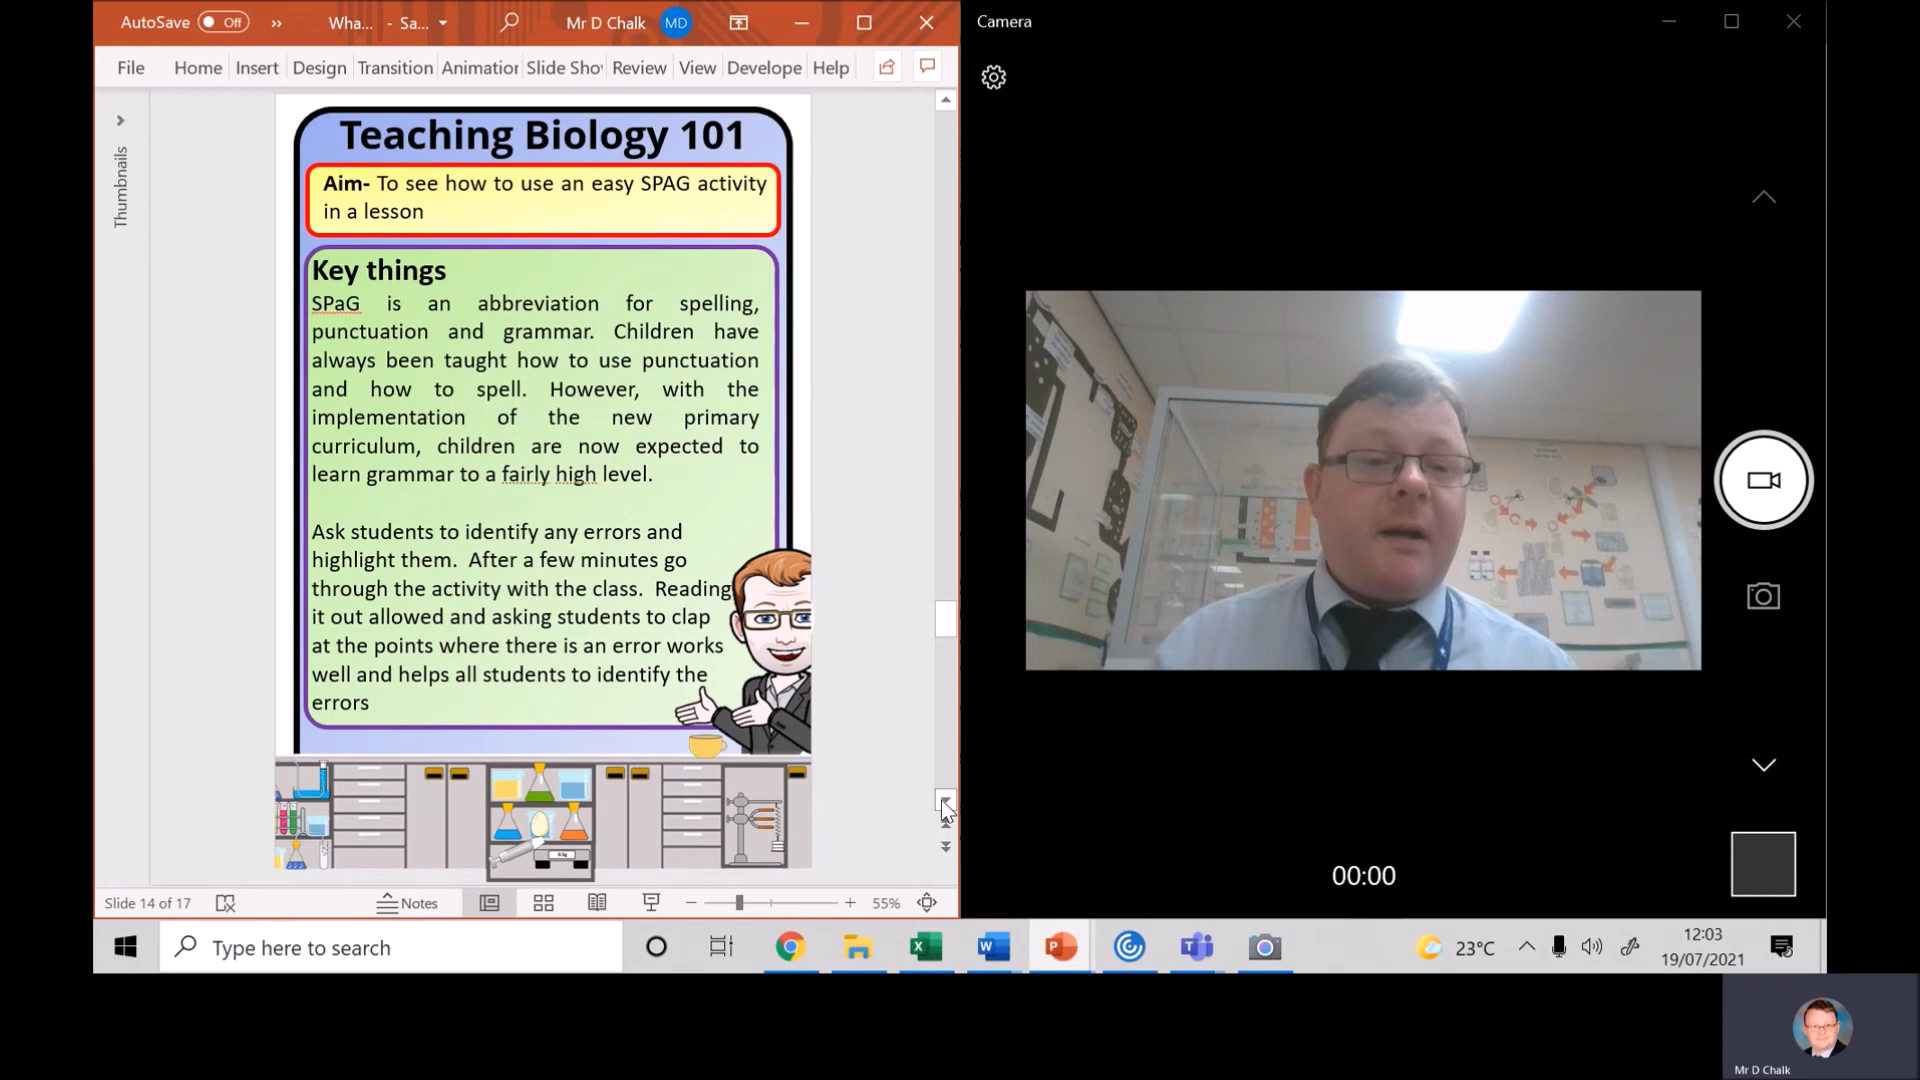 AutoSave Off Wha... - Sa... Mr D Chalk MD
File Home Insert Design Transition Animation Slide Sho Review View Develope Help
Thumbnails
Teaching Biology 101
Aim- To see how to use an easy SPAG activity
in a lesson
Key things
SPaG is an abbreviation for spelling,
punctuation and grammar. Children have
always been taught how to use punctuation
and how to spell. However, with the
implementation of the new primary
curriculum, children are now expected to
learn grammar to a fairly high level.
Ask students to identify any errors and
highlight them. After a few minutes go
through the activity with the class. Reading
it out allowed and asking students to clap
at the points where there is an error works
well and helps all students to identify the
errors
Slide 14 of 17 Notes 55%
Camera
00:00
Type here to search
23°C
12:03
19/07/2021
Mr D Chalk